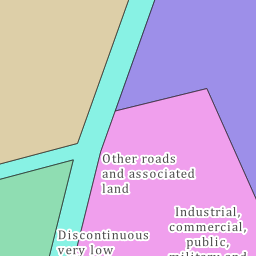 Other roads
and associated
land
Industrial,
commercial,
public,
military and
Discontinuous
very low